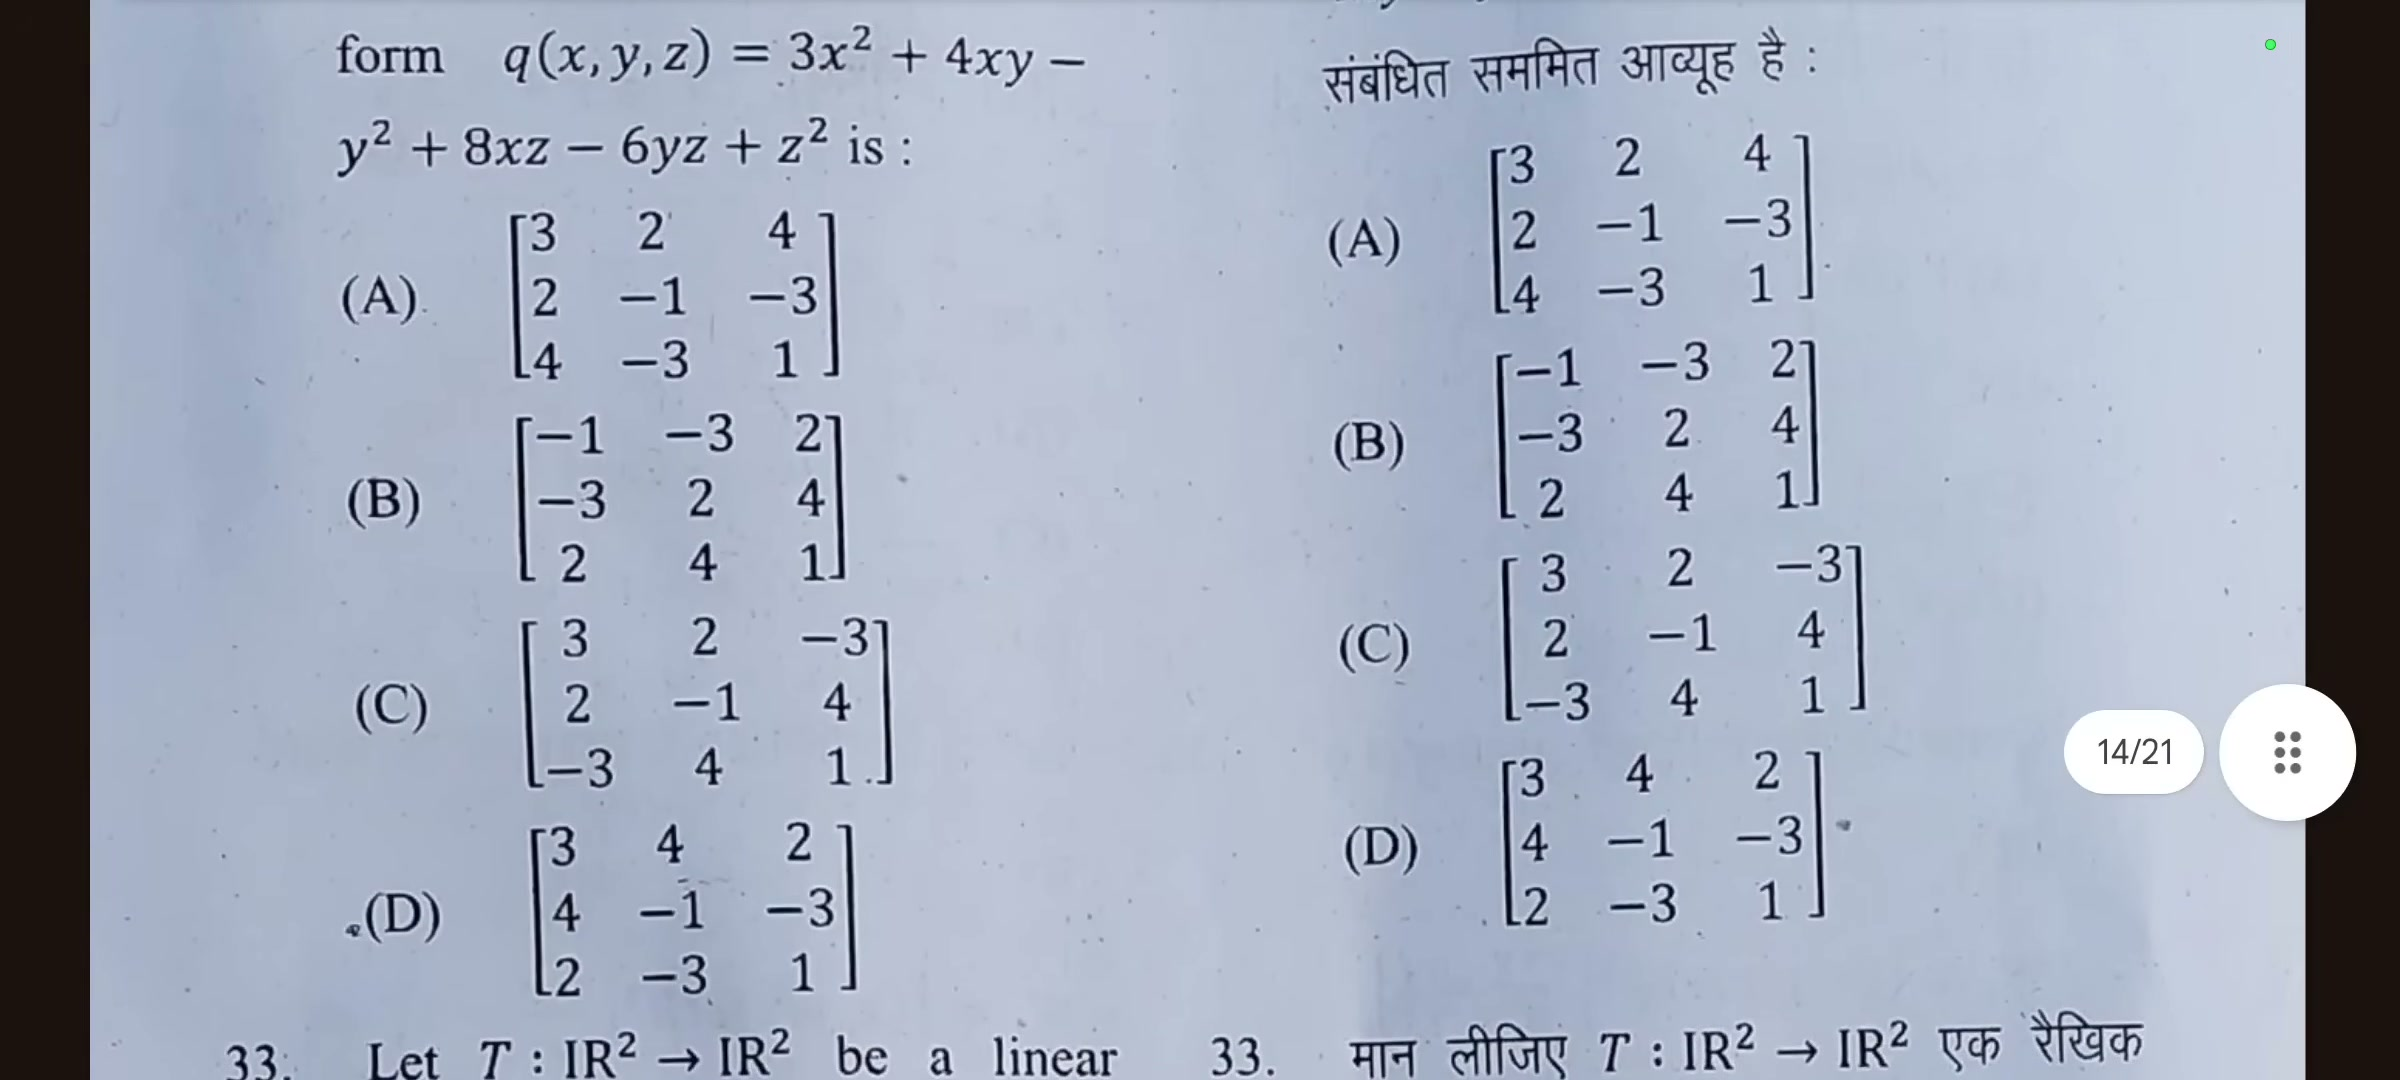 form q(x, y, z) = 3x² + 4xy −
y² + 8xz − 6yz + z² is :
(A).
[3 2 4
2 −1 −3
4 −3 1]
(B)
[−1 −3 2
−3 2 4
2 4 1]
(C)
[3 2 −3
2 −1 4
−3 4 1]
(D)
[3 4 2
4 −1 −3
2 −3 1]
33. Let T : IR² → IR² be a linear
संबंधित सममित आव्यूह है :
(A)
[3 2 4
2 −1 −3
4 −3 1]
(B)
[−1 −3 2
−3 2 4
2 4 1]
(C)
[3 2 −3
2 −1 4
−3 4 1]
(D)
[3 4 2
4 −1 −3
2 −3 1]
33. मान लीजिए T : IR² → IR² एक रैखिक
14/21